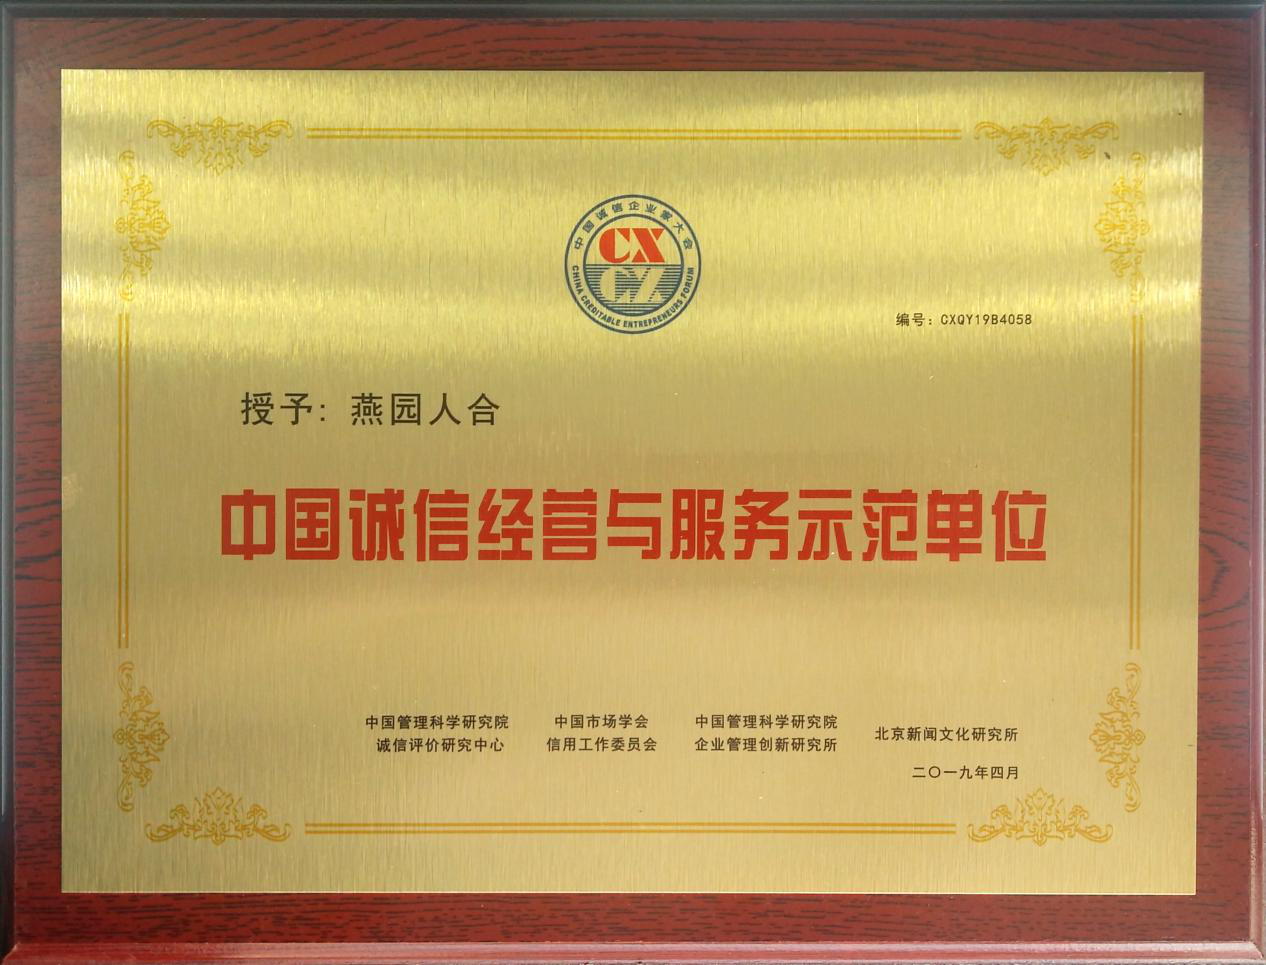 中国诚信企业家大会
CX
CZ
CHINA CREDITABLE ENTREPRENEURS FORUM
编号：CXQY19B4058
授予：燕园人合
中国诚信经营与服务示范单位
中国管理科学研究院
诚信评价研究中心
中国市场学会
信用工作委员会
中国管理科学研究院
企业管理创新研究所
北京新闻文化研究所
二〇一九年四月